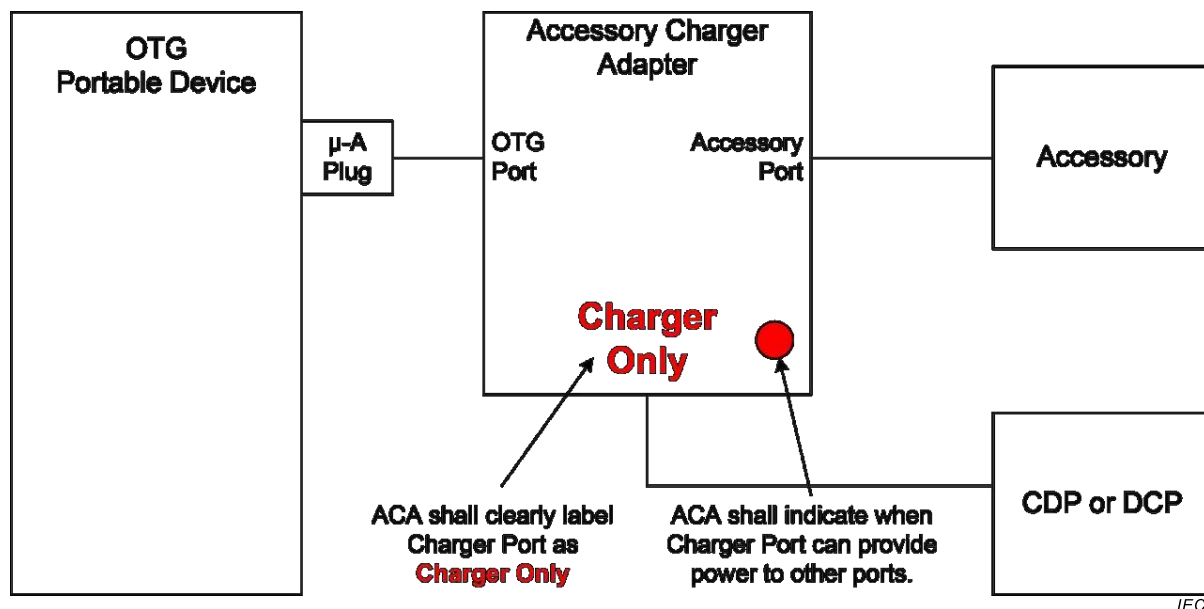 OTG
Portable Device
µ-A
Plug
Accessory Charger
Adapter
OTG
Port
Accessory
Port
Accessory
Charger
Only
ACA shall clearly label
Charger Port as
Charger Only
ACA shall indicate when
Charger Port can provide
power to other ports.
CDP or DCP
IEC